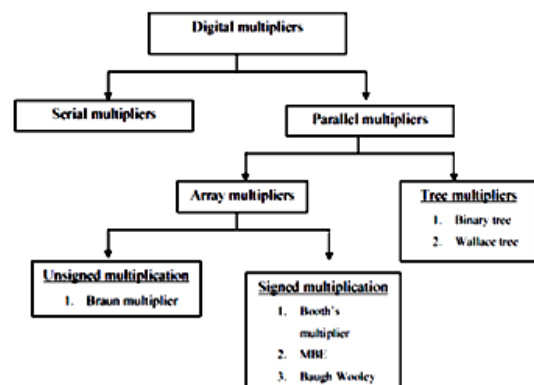 Digital multipliers
Serial multipliers
Parallel multipliers
Array multipliers
Tree multipliers
1. Binary tree
2. Wallace tree
Unsigned multiplication
1. Braun multiplier
Signed multiplication
1. Booth's
multiplier
2. MBE
3. Baugh Wooley